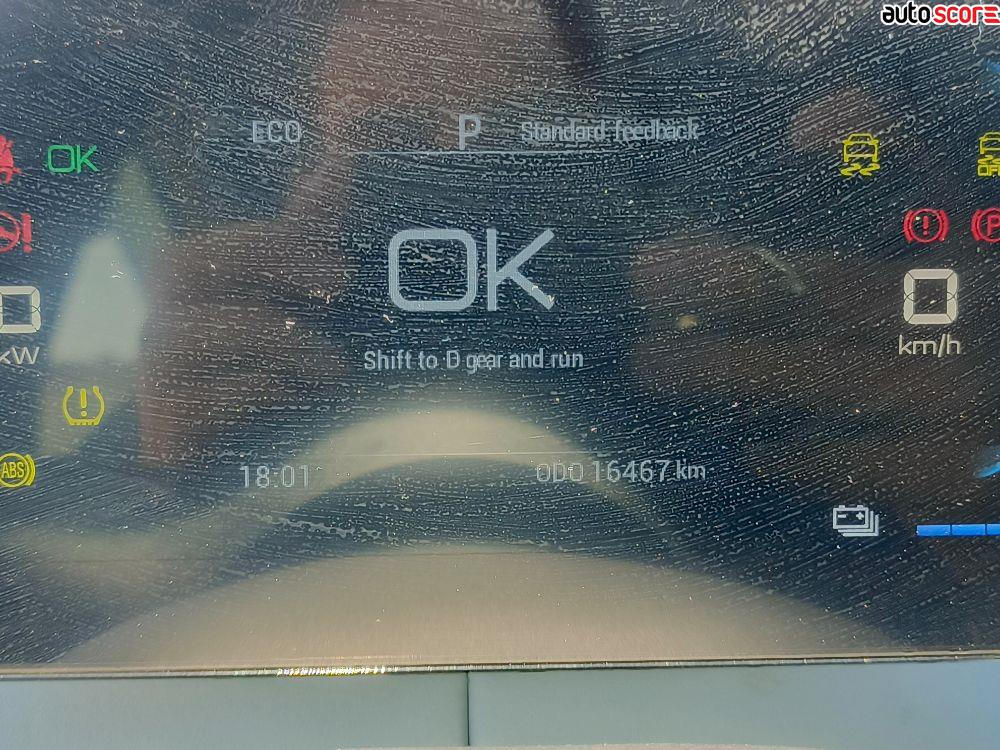 autoscore
ECO P Standard feedback
OK
OFF
! ! P
OK
0 0
kW km/h
Shift to D gear and run
!
ABS
18:01 ODO 16467 km